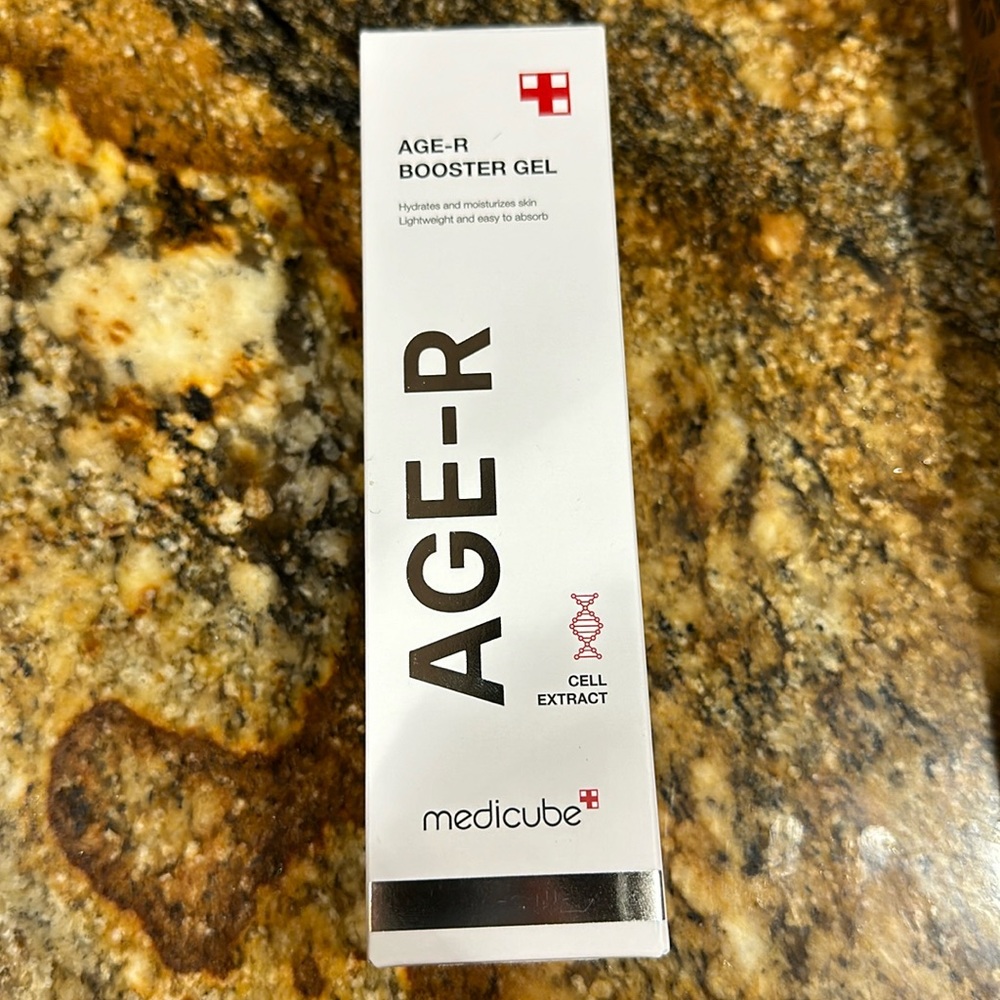 AGE-R
BOOSTER GEL
Hydrates and moisturizes skin
Lightweight and easy to absorb
AGE-R
CELL
EXTRACT
medicube